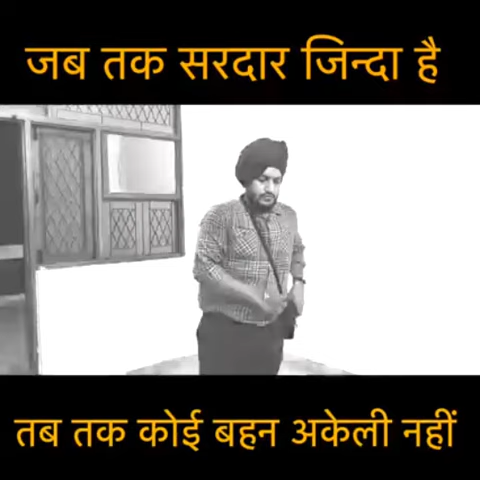 जब तक सरदार जिन्दा है
तब तक कोई बहन अकेली नहीं